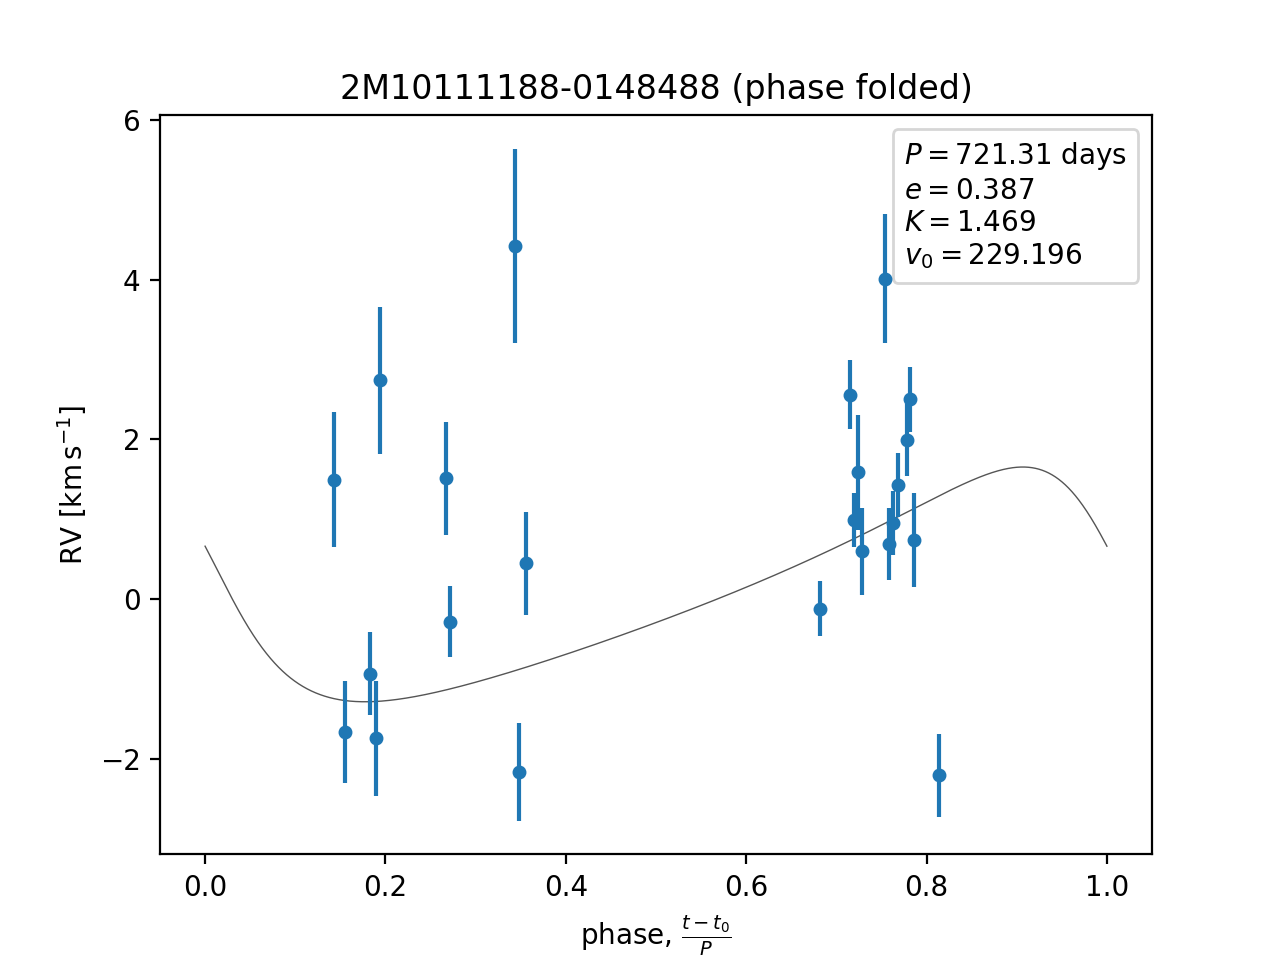 2M10111188-0148488 (phase folded)
P = 721.31 days
e = 0.387
K = 1.469
v₀ = 229.196
RV [km s⁻¹]
6
4
2
0
−2
0.0 0.2 0.4 0.6 0.8 1.0
phase, (t − t₀)/P